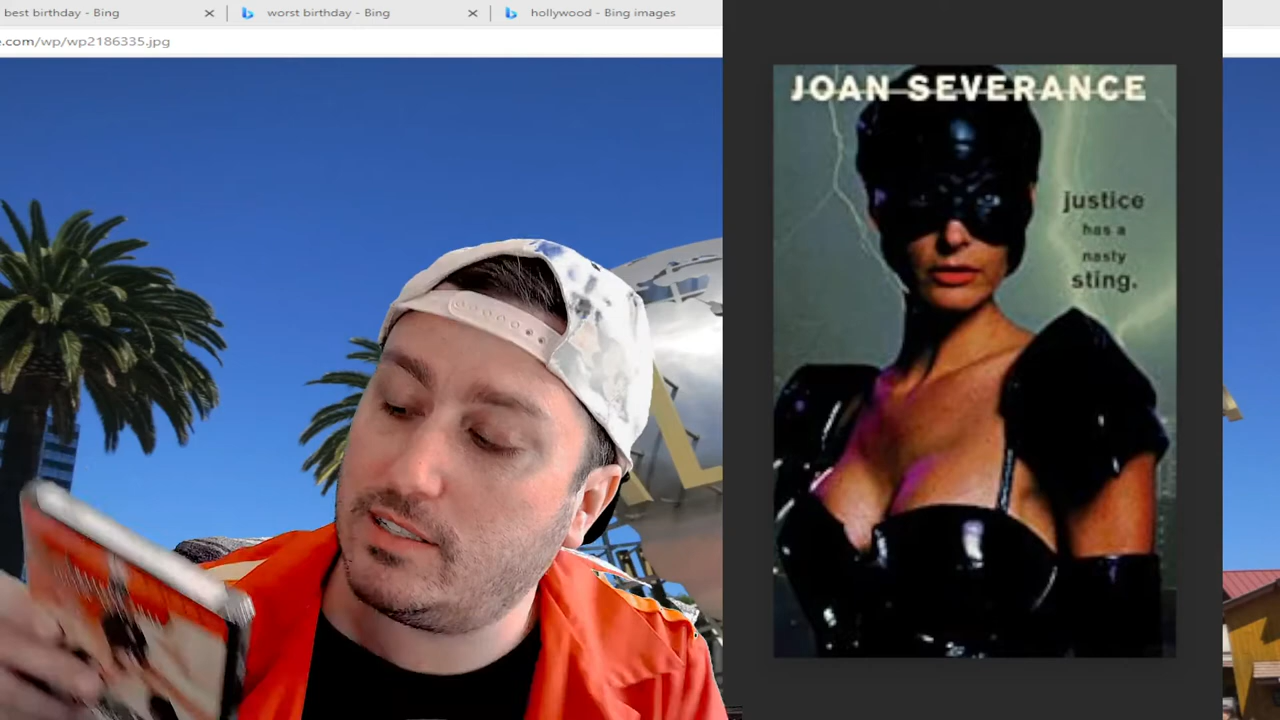 best birthday - Bing
worst birthday - Bing
hollywood - Bing images
e.com/wp/wp2186335.jpg
JOAN SEVERANCE
justice
has a
nasty
sting.